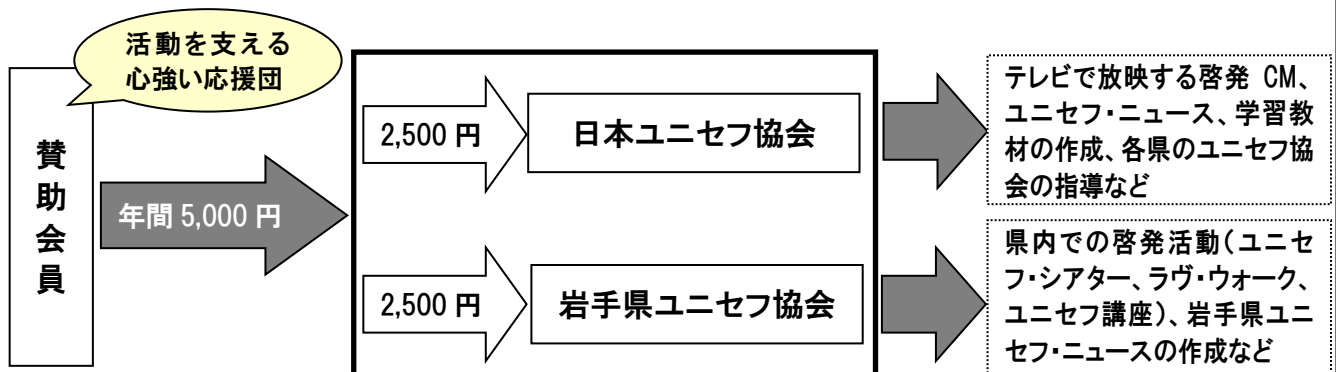 活動を支える
心強い応援団
賛助会員
年間 5,000 円
2,500 円
日本ユニセフ協会
テレビで放映する啓発 CM、
ユニセフ・ニュース、学習教
材の作成、各県のユニセフ協
会の指導など
2,500 円
岩手県ユニセフ協会
県内での啓発活動(ユニセ
フ・シアター、ラヴ・ウォーク、
ユニセフ講座)、岩手県ユニ
セフ・ニュースの作成など